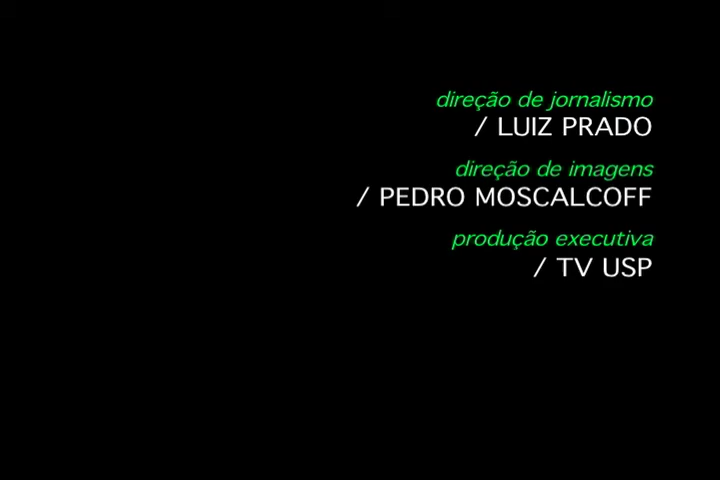 direção de jornalismo
/ LUIZ PRADO
direção de imagens
/ PEDRO MOSCALCOFF
produção executiva
/ TV USP